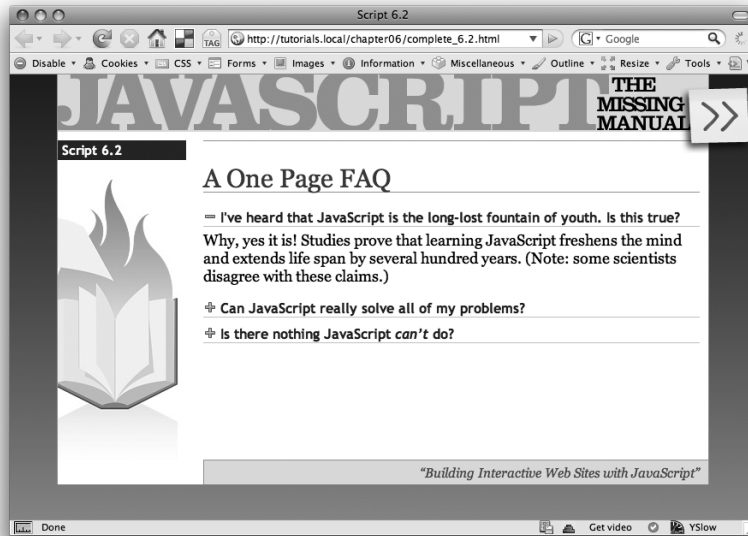 Script 6.2
TAG
http://tutorials.local/chapter06/complete_6.2.html
G Google
Disable Cookies CSS Forms Images Information Miscellaneous Outline Resize Tools
JAVASCRIPT
THE
MISSING
MANUAL
Script 6.2
A One Page FAQ
I've heard that JavaScript is the long-lost fountain of youth. Is this true?
Why, yes it is! Studies prove that learning JavaScript freshens the mind
and extends life span by several hundred years. (Note: some scientists
disagree with these claims.)
Can JavaScript really solve all of my problems?
Is there nothing JavaScript can't do?
“Building Interactive Web Sites with JavaScript”
Done Get video YSlow